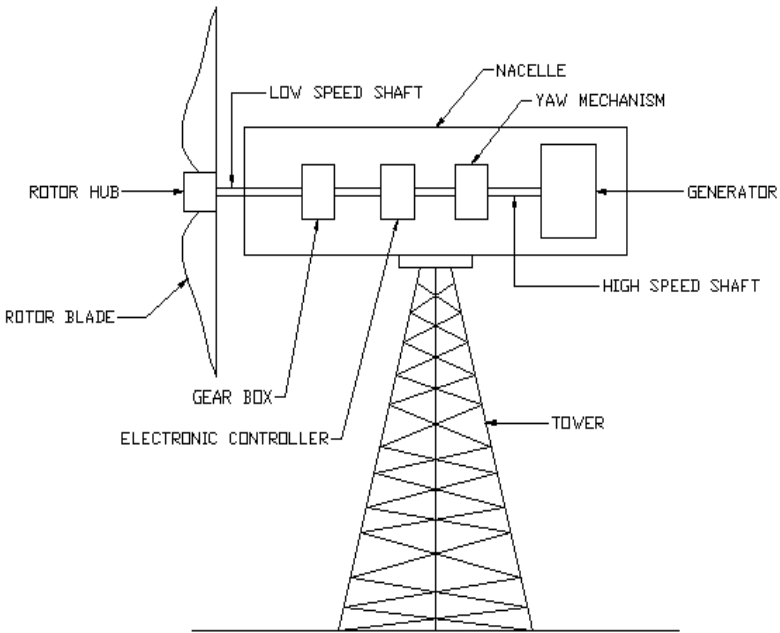 NACELLE
LOW SPEED SHAFT
YAW MECHANISM
ROTOR HUB
GENERATOR
HIGH SPEED SHAFT
ROTOR BLADE
GEAR BOX
TOWER
ELECTRONIC CONTROLLER